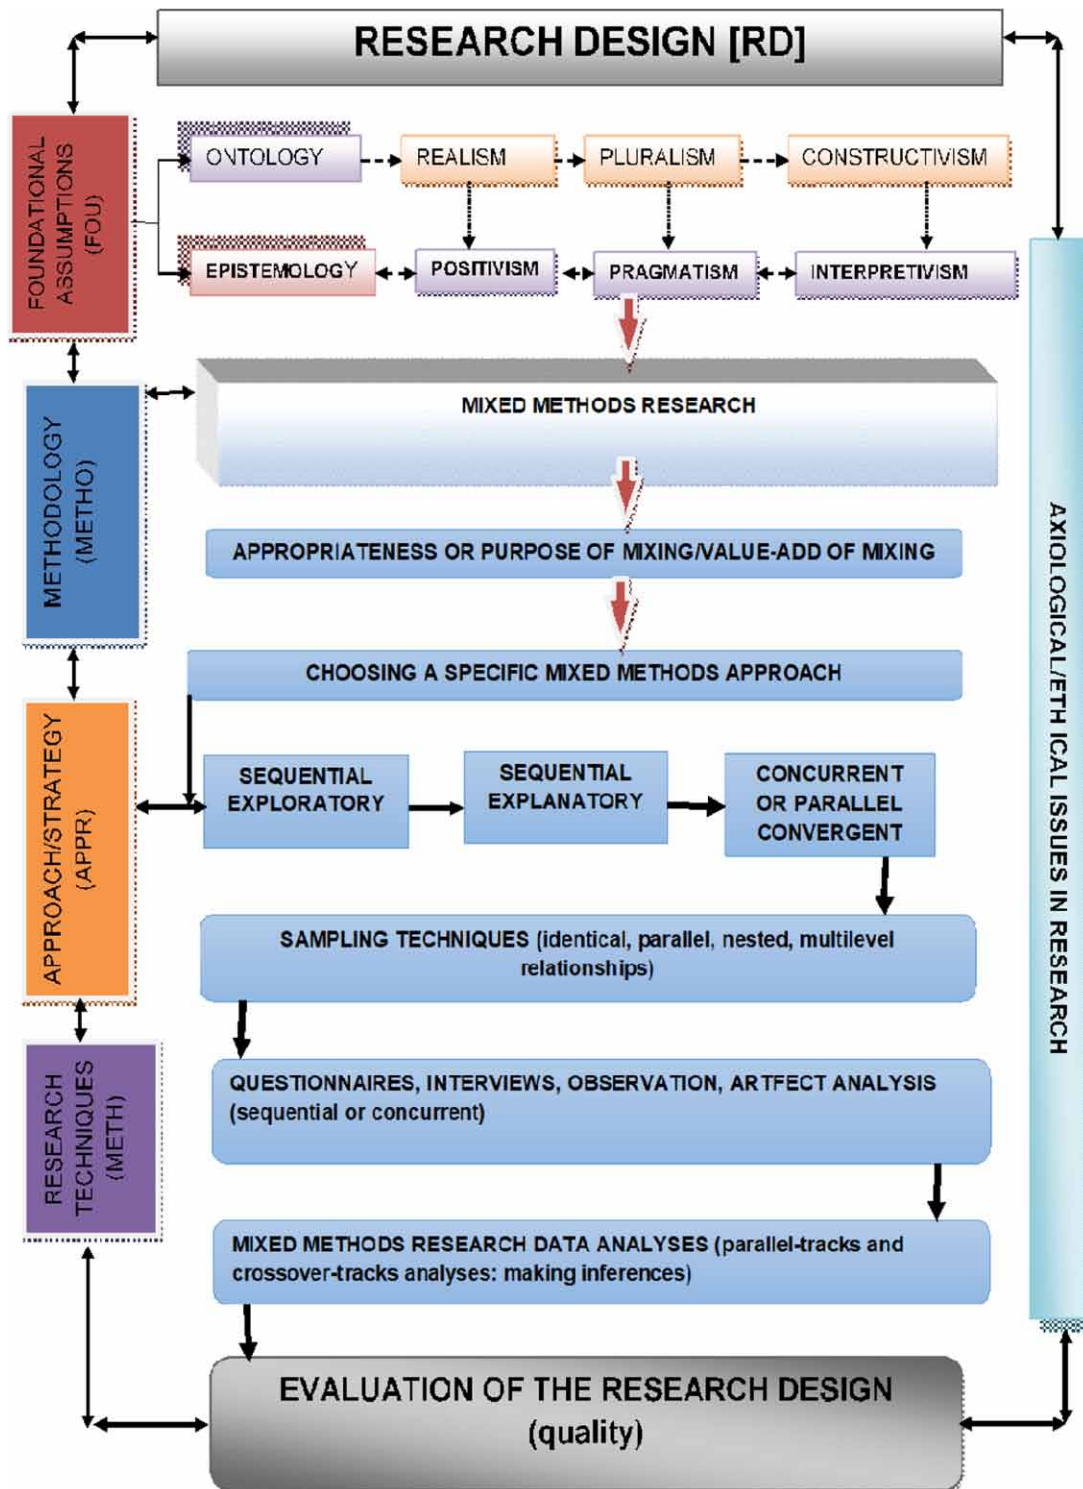 RESEARCH DESIGN [RD]
FOUNDATIONAL
ASSUMPTIONS
(FOU)
ONTOLOGY
REALISM
PLURALISM
CONSTRUCTIVISM
EPISTEMOLOGY
POSITIVISM
PRAGMATISM
INTERPRETIVISM
METHODOLOGY
(METHO)
MIXED METHODS RESEARCH
APPROPRIATENESS OR PURPOSE OF MIXING/VALUE-ADD OF MIXING
CHOOSING A SPECIFIC MIXED METHODS APPROACH
APPROACH/STRATEGY
(APPR)
SEQUENTIAL
EXPLORATORY
SEQUENTIAL
EXPLANATORY
CONCURRENT
OR PARALLEL
CONVERGENT
SAMPLING TECHNIQUES (identical, parallel, nested, multilevel
relationships)
RESEARCH
TECHNIQUES
(METH)
QUESTIONNAIRES, INTERVIEWS, OBSERVATION, ARTFECT ANALYSIS
(sequential or concurrent)
MIXED METHODS RESEARCH DATA ANALYSES (parallel-tracks and
crossover-tracks analyses: making inferences)
EVALUATION OF THE RESEARCH DESIGN
(quality)
AXIOLOGICAL/ETH ICAL ISSUES IN RESEARCH